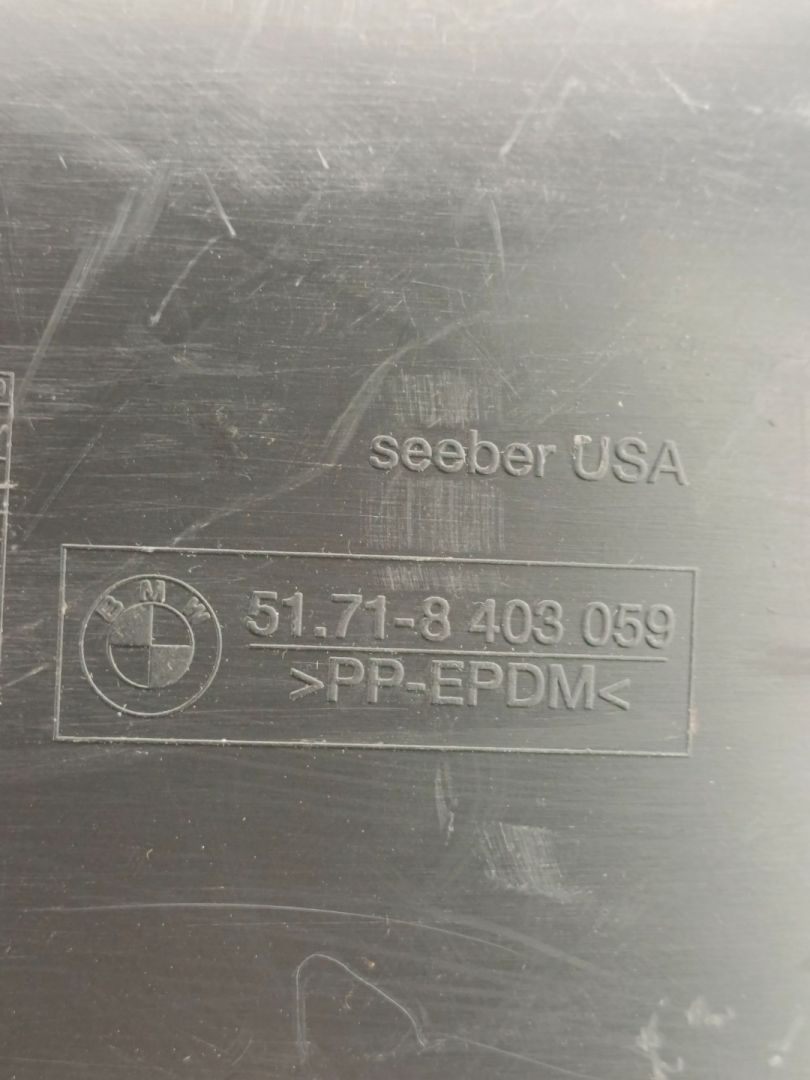 seeber USA
BMW
51.71-8 403 059
>PP-EPDM<